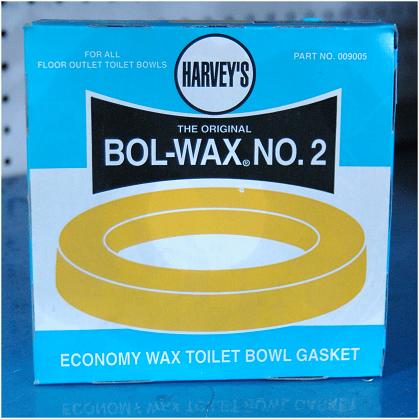 FOR ALL
FLOOR OUTLET TOILET BOWLS
HARVEY'S
PART NO. 009005
THE ORIGINAL
BOL-WAX® NO. 2
ECONOMY WAX TOILET BOWL GASKET